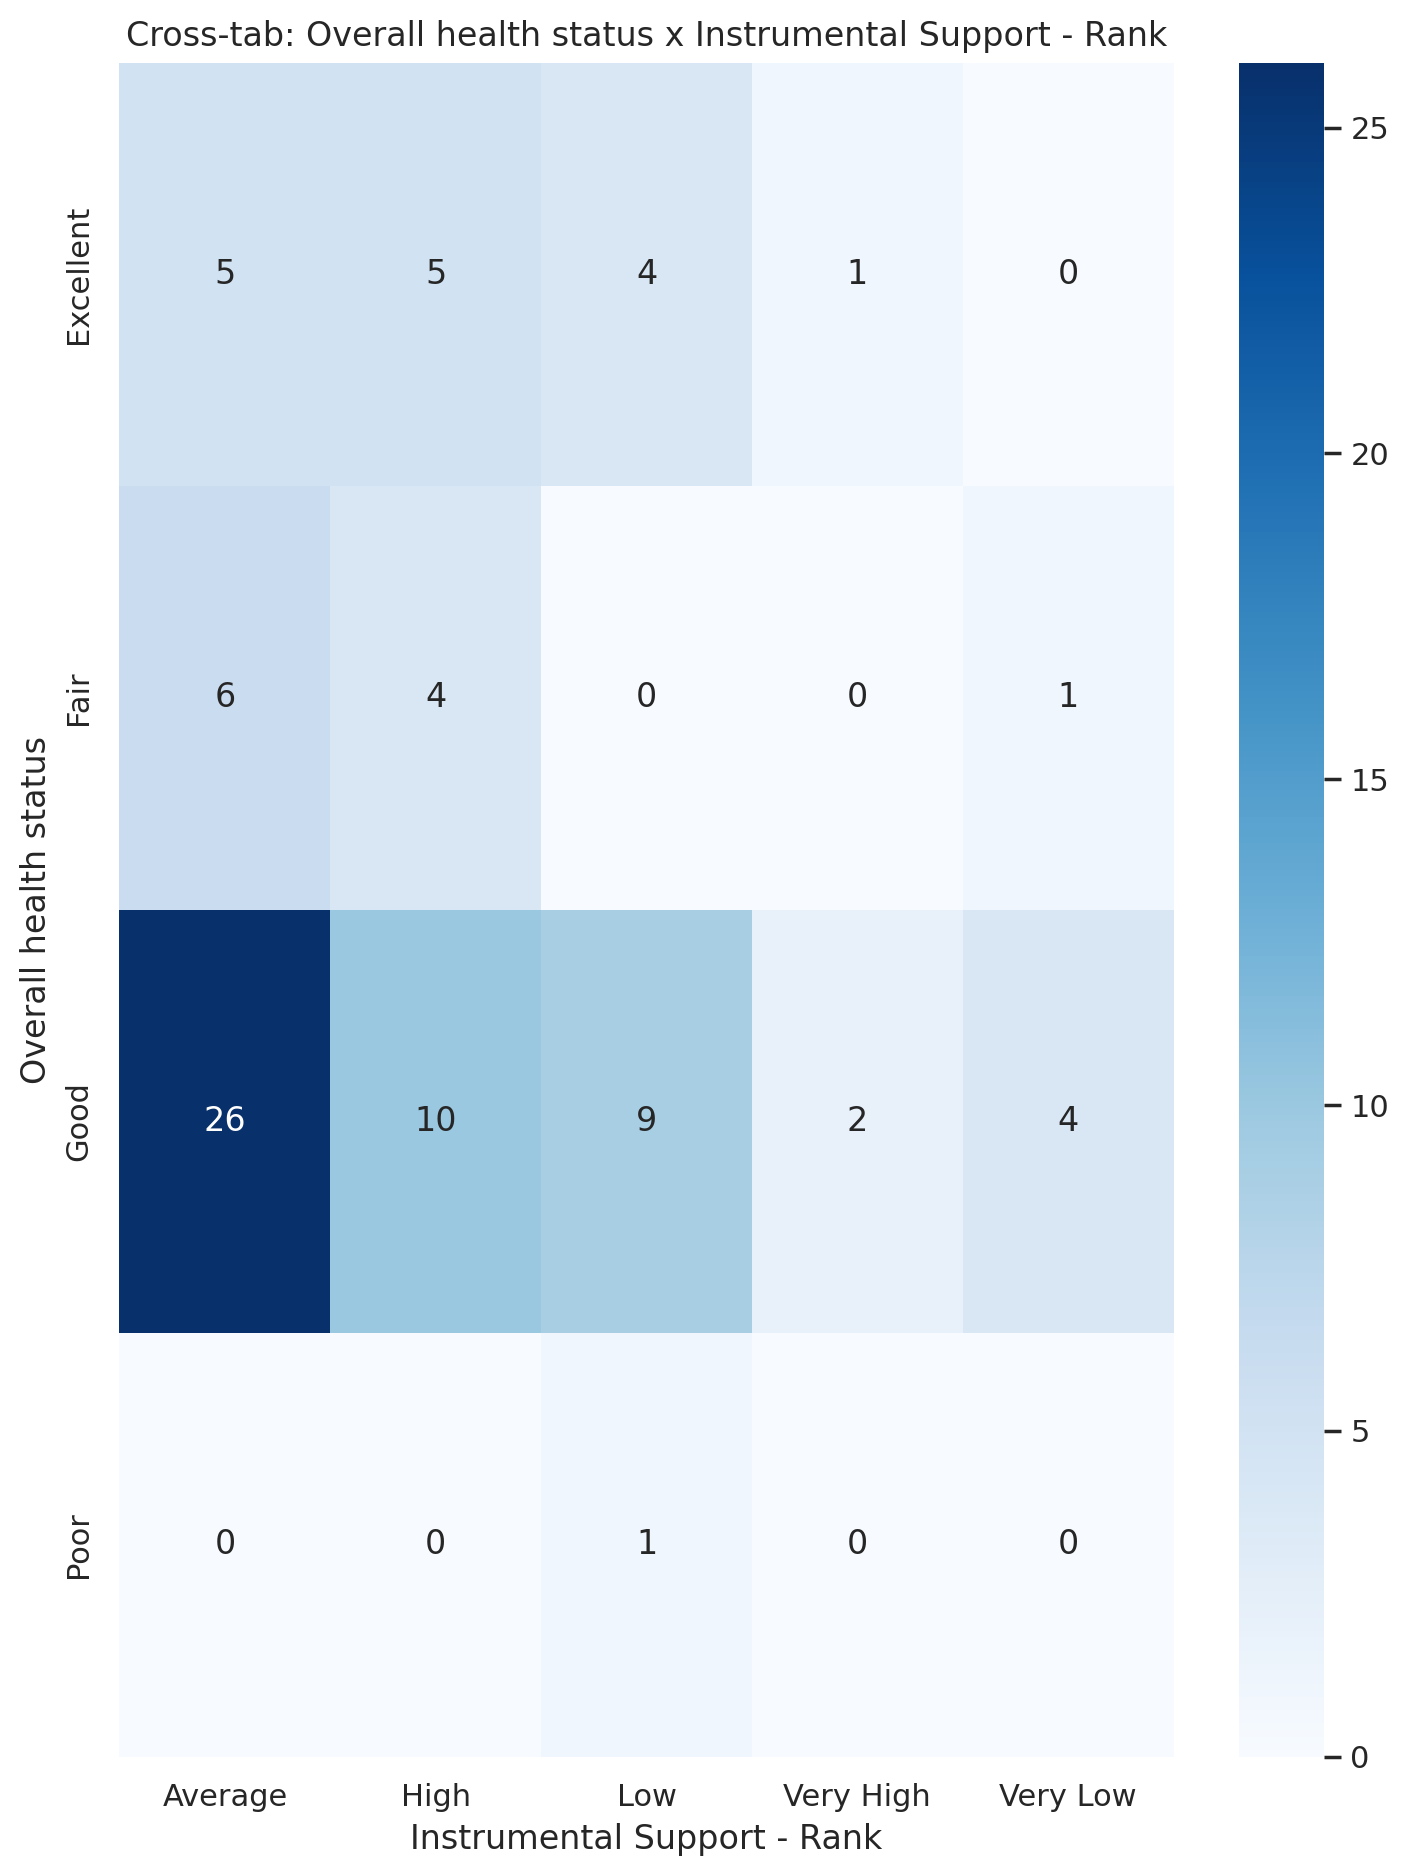 Cross-tab: Overall health status x Instrumental Support - Rank
Overall health status
Excellent
5 5 4 1 0
Fair
6 4 0 0 1
Good
26 10 9 2 4
Poor
0 0 1 0 0
Average High Low Very High Very Low
Instrumental Support - Rank
25
20
15
10
5
0